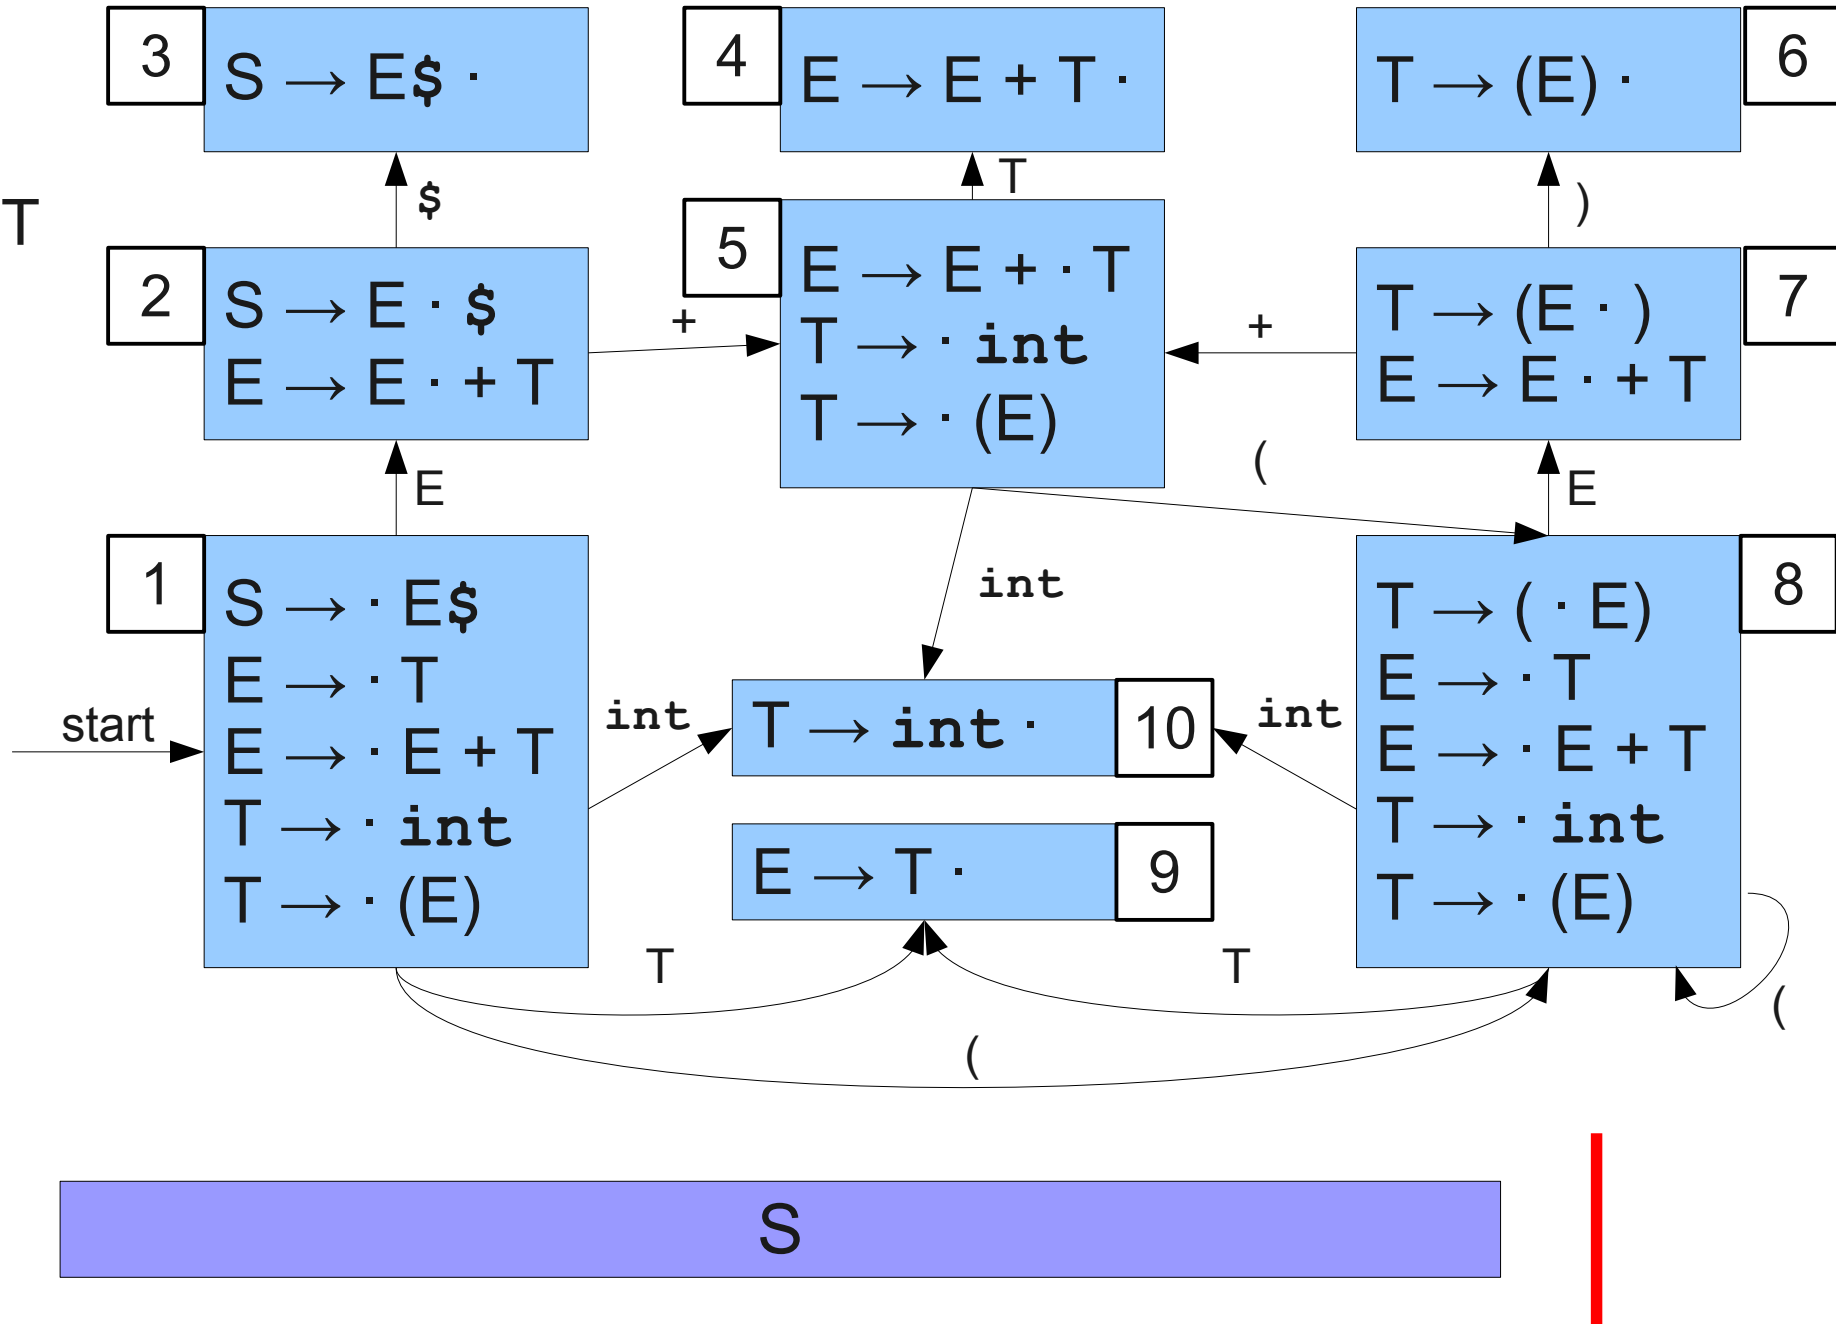 3
S → E$ ·
4
E → E + T ·
6
T → (E) ·
$
T
)
T
2
S → E · $
E → E · + T
+
5
E → E + · T
T → · int
T → · (E)
+
7
T → (E · )
E → E · + T
E
(
E
1
S → · E$
E → · T
E → · E + T
T → · int
T → · (E)
start
int
int
T → int ·
10
int
E → T ·
9
8
T → ( · E)
E → · T
E → · E + T
T → · int
T → · (E)
T
T
(
(
S